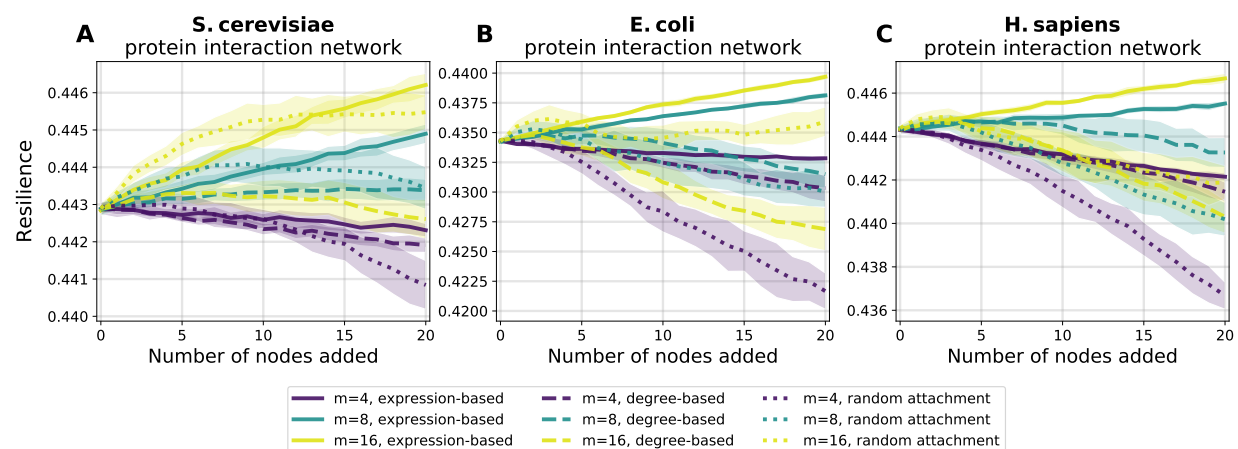 A
S. cerevisiae
protein interaction network
B
E. coli
protein interaction network
C
H. sapiens
protein interaction network
Resilience
0.446
0.445
0.444
0.443
0.442
0.441
0.440
0 5 10 15 20
Number of nodes added
0.4400
0.4375
0.4350
0.4325
0.4300
0.4275
0.4250
0.4225
0.4200
0 5 10 15 20
Number of nodes added
0.446
0.444
0.442
0.440
0.438
0.436
0 5 10 15 20
Number of nodes added
m=4, expression-based
m=8, expression-based
m=16, expression-based
m=4, degree-based
m=8, degree-based
m=16, degree-based
m=4, random attachment
m=8, random attachment
m=16, random attachment